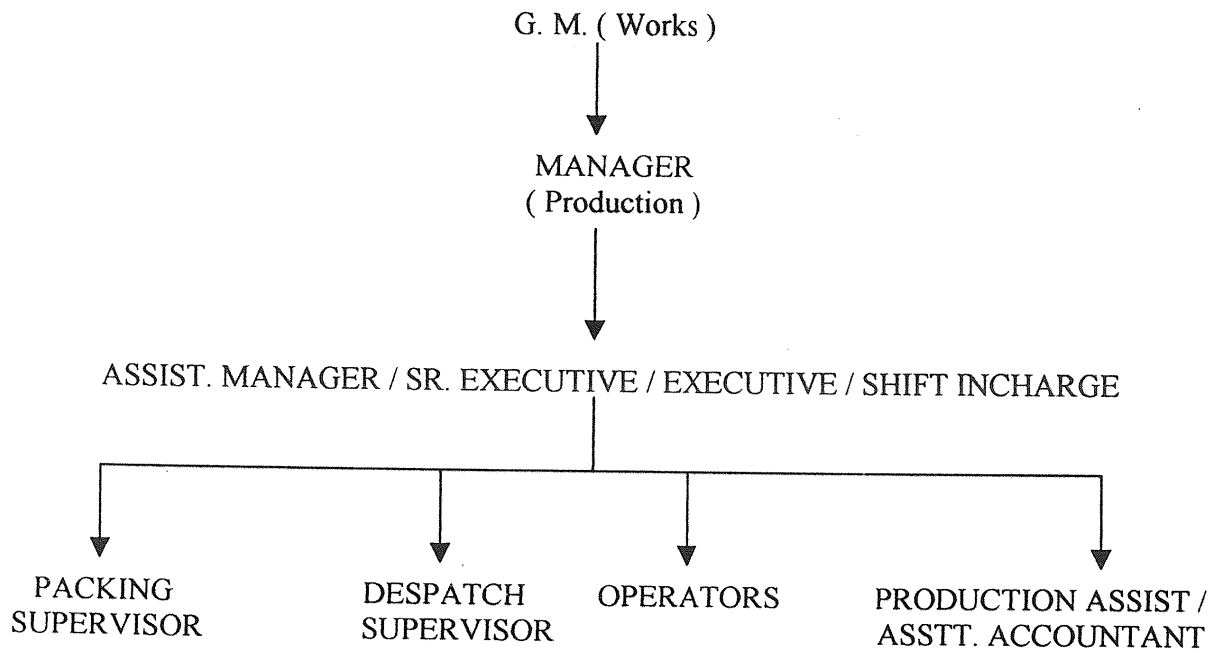 G. M. ( Works )
MANAGER
( Production )
ASSIST. MANAGER / SR. EXECUTIVE / EXECUTIVE / SHIFT INCHARGE
PACKING
SUPERVISOR
DESPATCH
SUPERVISOR
OPERATORS
PRODUCTION ASSIST /
ASSTT. ACCOUNTANT